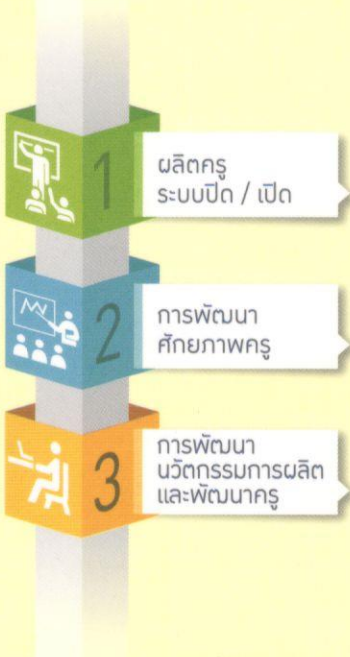 1
ผลิตครู
ระบบปิด / เปิด
2
การพัฒนา
ศักยภาพครู
3
การพัฒนา
นวัตกรรมการผลิต
และพัฒนาครู